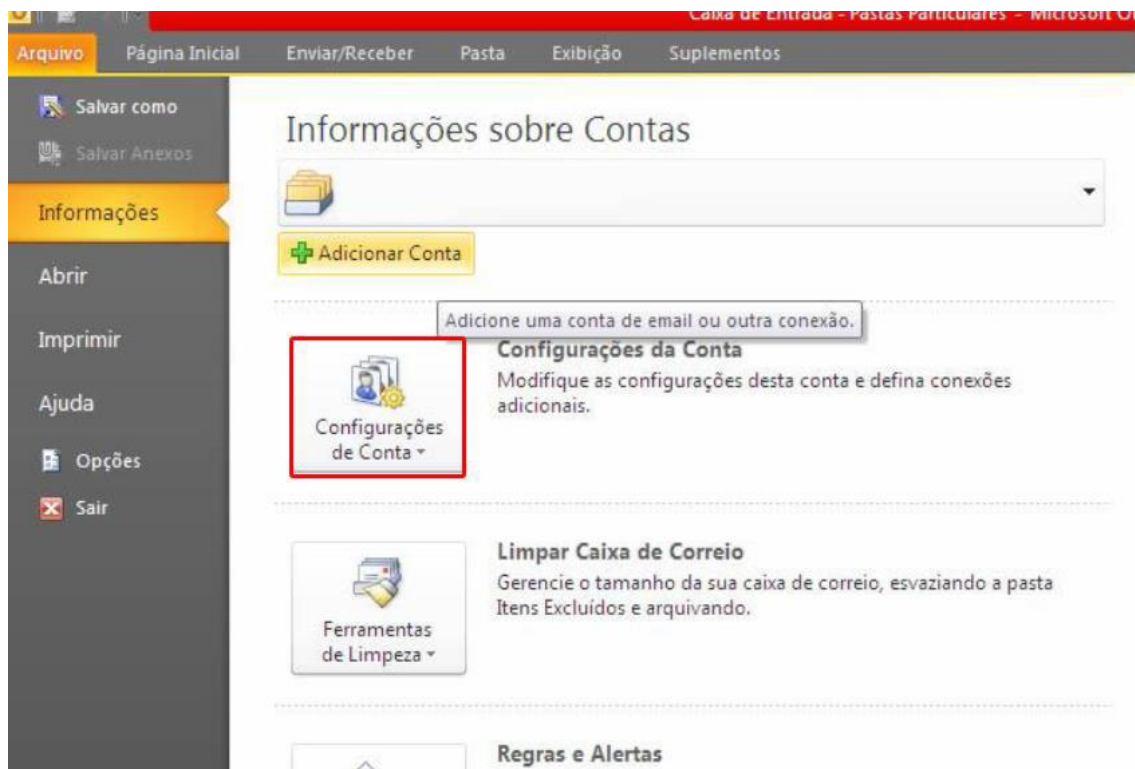 Caixa de Entrada - Pastas Particulares - Microsoft O
Arquivo Página Inicial Enviar/Receber Pasta Exibição Suplementos
Salvar como
Salvar Anexos
Informações
Abrir
Imprimir
Ajuda
Opções
Sair
Informações sobre Contas
Adicionar Conta
Adicione uma conta de email ou outra conexão.
Configurações
de Conta
Configurações da Conta
Modifique as configurações desta conta e defina conexões
adicionais.
Ferramentas
de Limpeza
Limpar Caixa de Correio
Gerencie o tamanho da sua caixa de correio, esvaziando a pasta
Itens Excluídos e arquivando.
Regras e Alertas